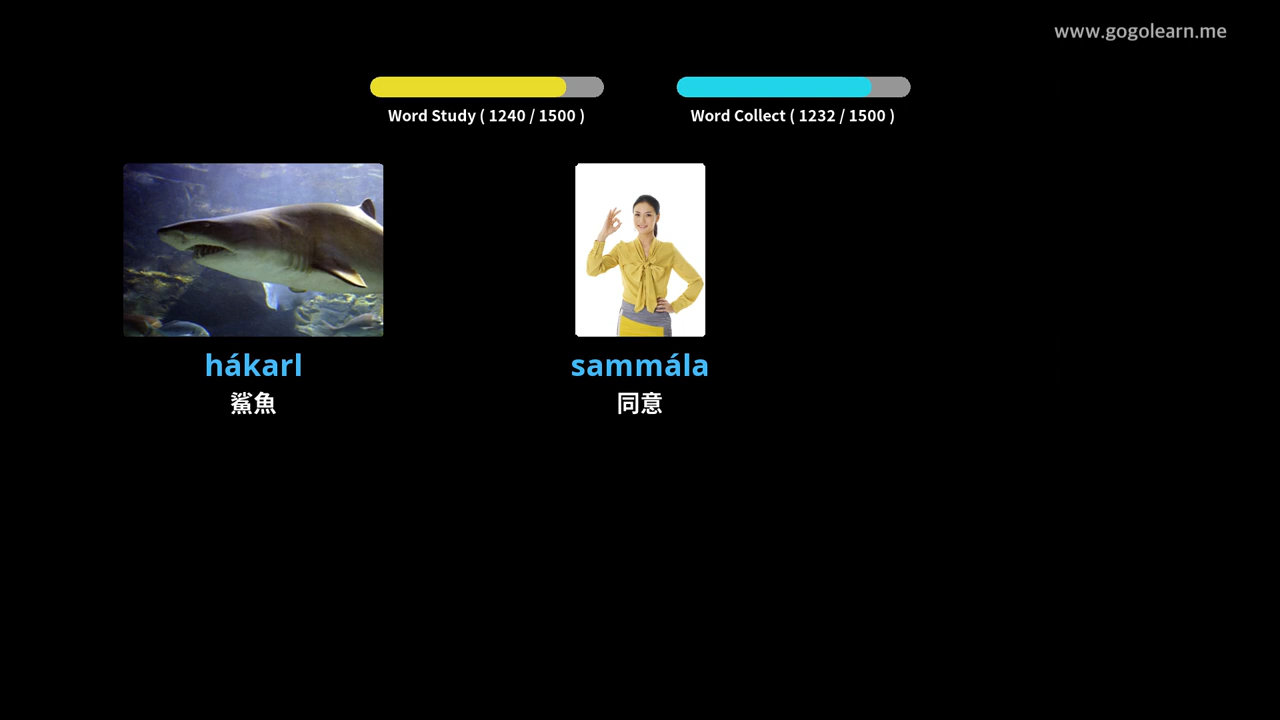 www.gogolearn.me
Word Study ( 1240 / 1500 )
Word Collect ( 1232 / 1500 )
hákarl
鯊魚
sammála
同意